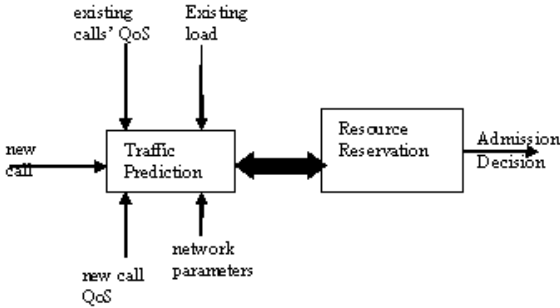 existing
calls' QoS
Existing
load
new
call
Traffic
Prediction
Resource
Reservation
Admission
Decision
new call
QoS
network
parameters